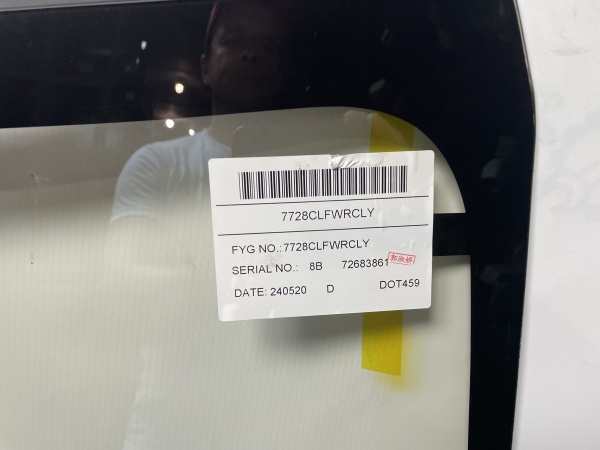 7728CLFWRCLY
FYG NO.:7728CLFWRCLY
SERIAL NO.: 8B 72683861
DATE: 240520 D DOT459